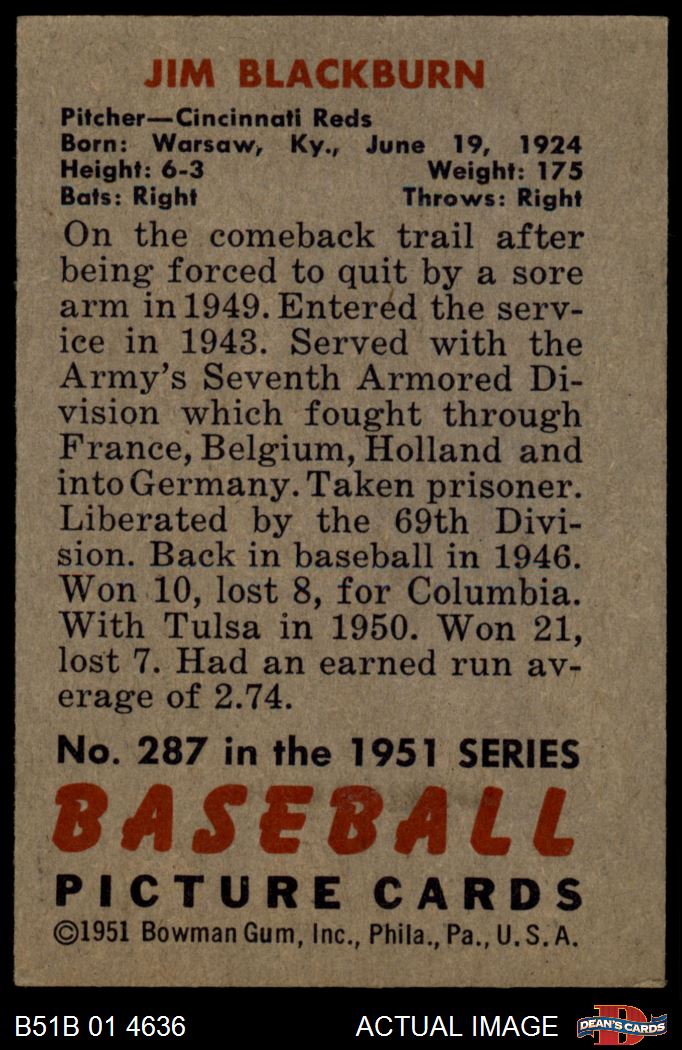 JIM BLACKBURN
Pitcher—Cincinnati Reds
Born: Warsaw, Ky., June 19, 1924
Height: 6-3 Weight: 175
Bats: Right Throws: Right
On the comeback trail after
being forced to quit by a sore
arm in 1949. Entered the serv-
ice in 1943. Served with the
Army's Seventh Armored Di-
vision which fought through
France, Belgium, Holland and
into Germany. Taken prisoner.
Liberated by the 69th Divi-
sion. Back in baseball in 1946.
Won 10, lost 8, for Columbia.
With Tulsa in 1950. Won 21,
lost 7. Had an earned run av-
erage of 2.74.
No. 287 in the 1951 SERIES
BASEBALL
PICTURE CARDS
©1951 Bowman Gum, Inc., Phila., Pa., U.S.A.
B51B 01 4636 ACTUAL IMAGE
D
DEAN'S CARDS